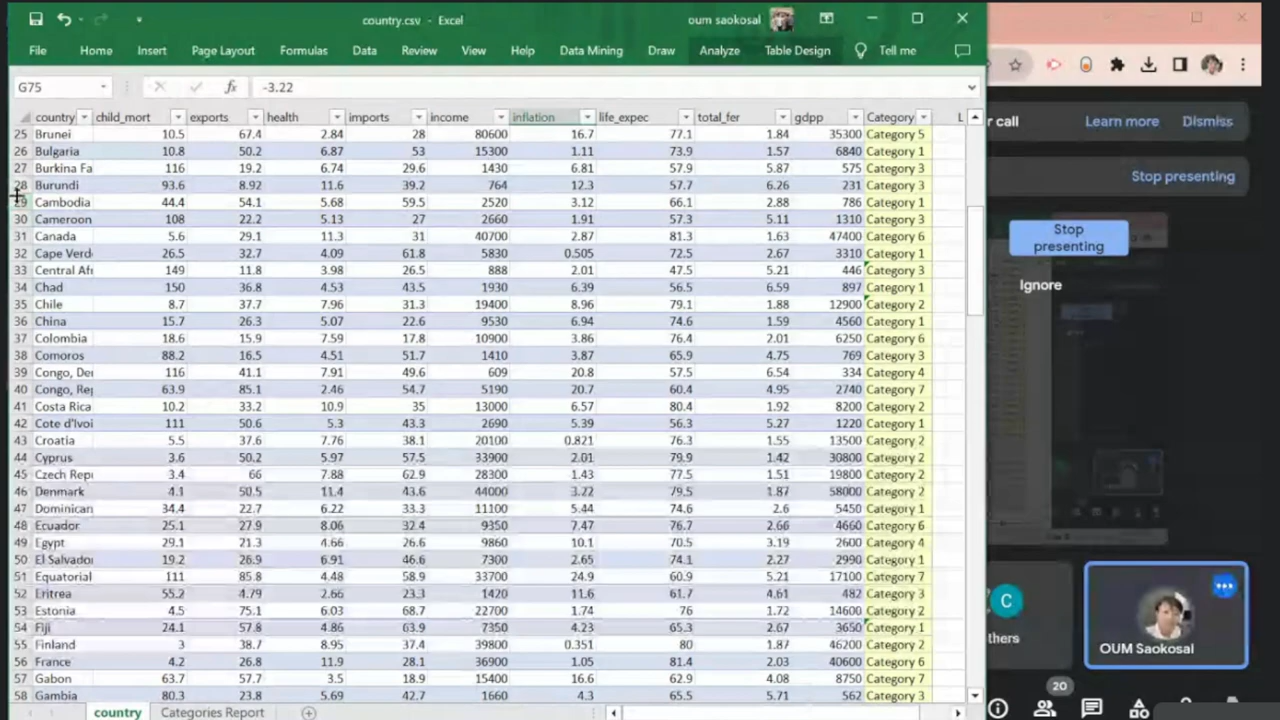 country.csv - Excel
oum saokosal
File Home Insert Page Layout Formulas Data Review View Help Data Mining Draw Analyze Table Design Tell me
G75 fx -3.22
country child_mort exports health imports income inflation life_expec total_fer gdpp Category L
25 Brunei 10.5 67.4 2.84 28 80600 16.7 77.1 1.84 35300 Category 5
26 Bulgaria 10.8 50.2 6.87 53 15300 1.11 73.9 1.57 6840 Category 1
27 Burkina Fa 116 19.2 6.74 29.6 1430 6.81 57.9 5.87 575 Category 3
28 Burundi 93.6 8.92 11.6 39.2 764 12.3 57.7 6.26 231 Category 3
29 Cambodia 44.4 54.1 5.68 59.5 2520 3.12 66.1 2.88 786 Category 1
30 Cameroon 108 22.2 5.13 27 2660 1.91 57.3 5.11 1310 Category 3
31 Canada 5.6 29.1 11.3 31 40700 2.87 81.3 1.63 47400 Category 6
32 Cape Verd 26.5 32.7 4.09 61.8 5830 0.505 72.5 2.67 3310 Category 1
33 Central Afr 149 11.8 3.98 26.5 888 2.01 47.5 5.21 446 Category 3
34 Chad 150 36.8 4.53 43.5 1930 6.39 56.5 6.59 897 Category 1
35 Chile 8.7 37.7 7.96 31.3 19400 8.96 79.1 1.88 12900 Category 2
36 China 15.7 26.3 5.07 22.6 9530 6.94 74.6 1.59 4560 Category 1
37 Colombia 18.6 15.9 7.59 17.8 10900 3.86 76.4 2.01 6250 Category 6
38 Comoros 88.2 16.5 4.51 51.7 1410 3.87 65.9 4.75 769 Category 3
39 Congo, De 116 41.1 7.91 49.6 609 20.8 57.5 6.54 334 Category 4
40 Congo, Rep 63.9 85.1 2.46 54.7 5190 20.7 60.4 4.95 2740 Category 7
41 Costa Rica 10.2 33.2 10.9 35 13000 6.57 80.4 1.92 8200 Category 2
42 Cote d'Ivoi 111 50.6 5.3 43.3 2690 5.39 56.3 5.27 1220 Category 1
43 Croatia 5.5 37.6 7.76 38.1 20100 0.821 76.3 1.55 13500 Category 2
44 Cyprus 3.6 50.2 5.97 57.5 33900 2.01 79.9 1.42 30800 Category 2
45 Czech Repu 3.4 66 7.88 62.9 28300 1.43 77.5 1.51 19800 Category 2
46 Denmark 4.1 50.5 11.4 43.6 44000 3.22 79.5 1.87 58000 Category 2
47 Dominican 34.4 22.7 6.22 33.3 11100 5.44 74.6 2.6 5450 Category 1
48 Ecuador 25.1 27.9 8.06 32.4 9350 7.47 76.7 2.66 4660 Category 6
49 Egypt 29.1 21.3 4.66 26.6 9860 10.1 70.5 3.19 2600 Category 4
50 El Salvador 19.2 26.9 6.91 46.6 7300 2.65 74.1 2.27 2990 Category 1
51 Equatorial 111 85.8 4.48 58.9 33700 24.9 60.9 5.21 17100 Category 7
52 Eritrea 55.2 4.79 2.66 23.3 1420 11.6 61.7 4.61 482 Category 3
53 Estonia 4.5 75.1 6.03 68.7 22700 1.74 76 1.72 14600 Category 2
54 Fiji 24.1 57.8 4.86 63.9 7350 4.23 65.3 2.67 3650 Category 1
55 Finland 3 38.7 8.95 37.4 39800 0.351 80 1.87 46200 Category 2
56 France 4.2 26.8 11.9 28.1 36900 1.05 81.4 2.03 40600 Category 6
57 Gabon 63.7 57.7 3.5 18.9 15400 16.6 62.9 4.08 8750 Category 7
58 Gambia 80.3 23.8 5.69 42.7 1660 4.3 65.5 5.71 562 Category 3
country Categories Report
r call Learn more Dismiss
Stop presenting
Stop
presenting
Ignore
C
thers
OUM Saokosal
20